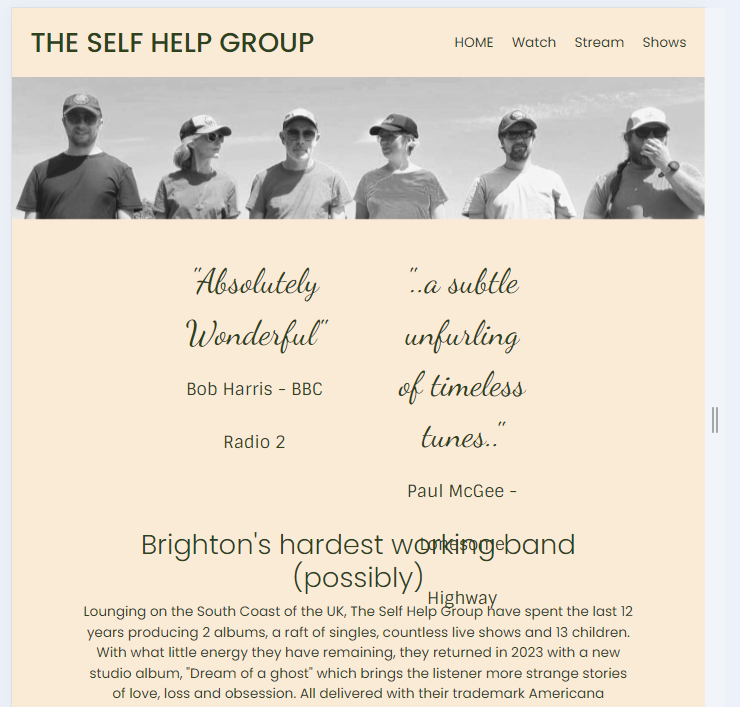 THE SELF HELP GROUP
HOME Watch Stream Shows
"Absolutely
Wonderful"
Bob Harris - BBC
Radio 2
"..a subtle
unfurling
of timeless
tunes.."
Paul McGee -
Lonesome
Highway
Brighton's hardest working band
(possibly)
Lounging on the South Coast of the UK, The Self Help Group have spent the last 12
years producing 2 albums, a raft of singles, countless live shows and 13 children.
With what little energy they have remaining, they returned in 2023 with a new
studio album, "Dream of a ghost" which brings the listener more strange stories
of love, loss and obsession. All delivered with their trademark Americana